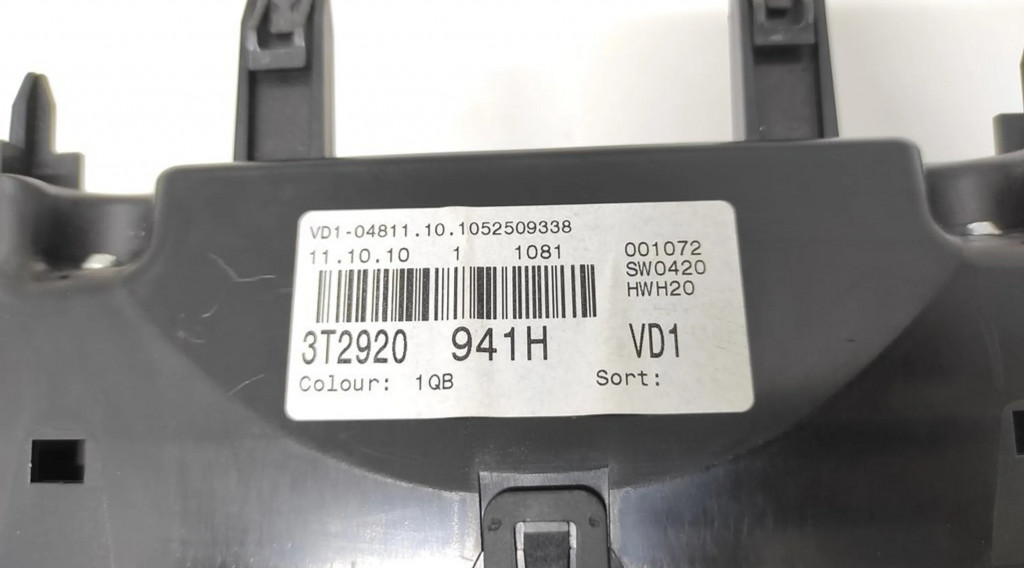 VD1-04811.10.1052509338
11.10.10 1 1081 001072
SW0420
HWH20
3T2920 941H VD1
Colour: 1QB Sort: